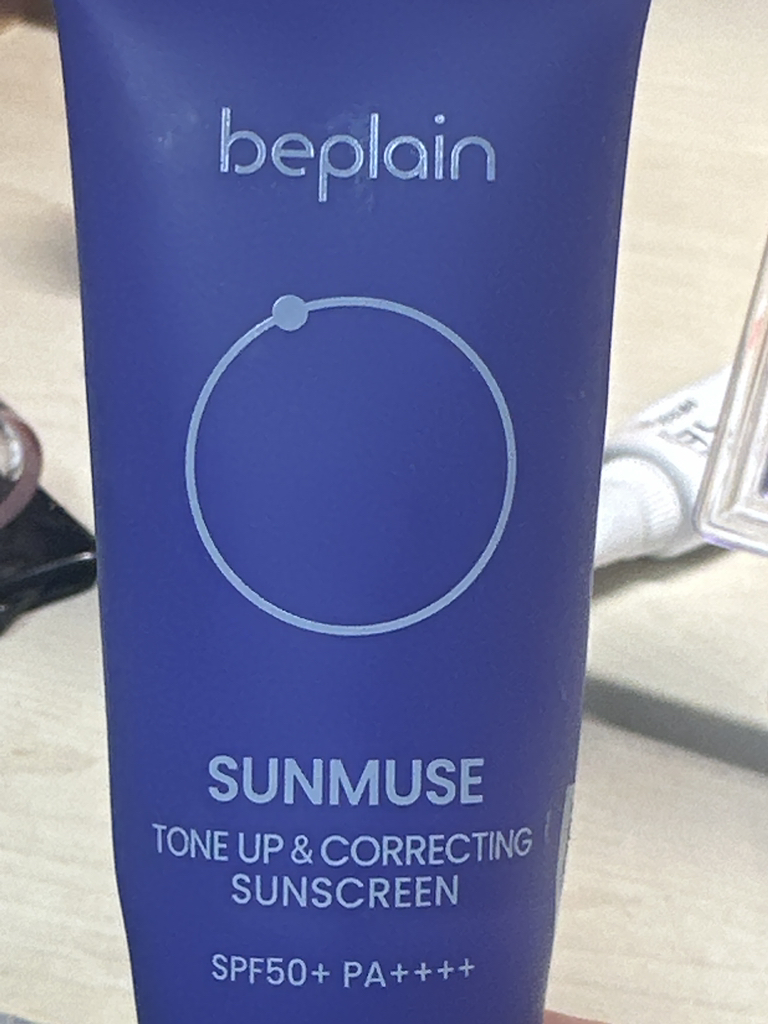 beplain
SUNMUSE
TONE UP & CORRECTING
SUNSCREEN
SPF50+ PA++++